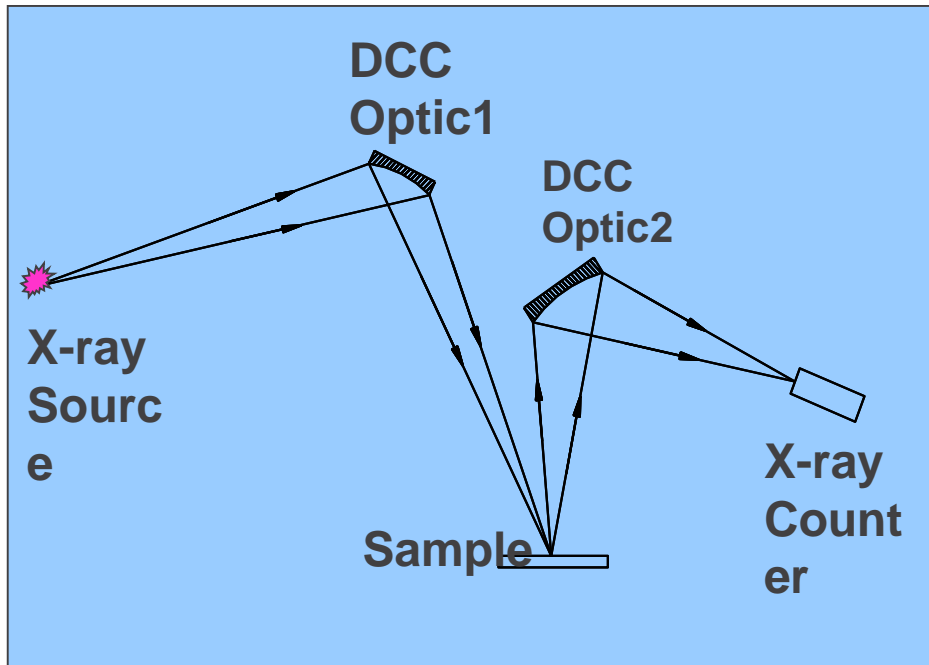 DCC
Optic1
DCC
Optic2
X-ray
Sourc
e
Sample
X-ray
Count
er